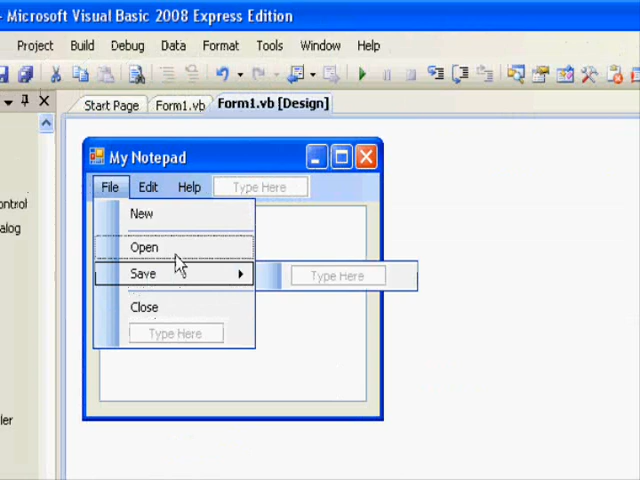 - Microsoft Visual Basic 2008 Express Edition
Project Build Debug Data Format Tools Window Help
Start Page Form1.vb Form1.vb [Design]
My Notepad
File Edit Help Type Here
New
Open
Save Type Here
Close
Type Here
ontrol
alog
ler